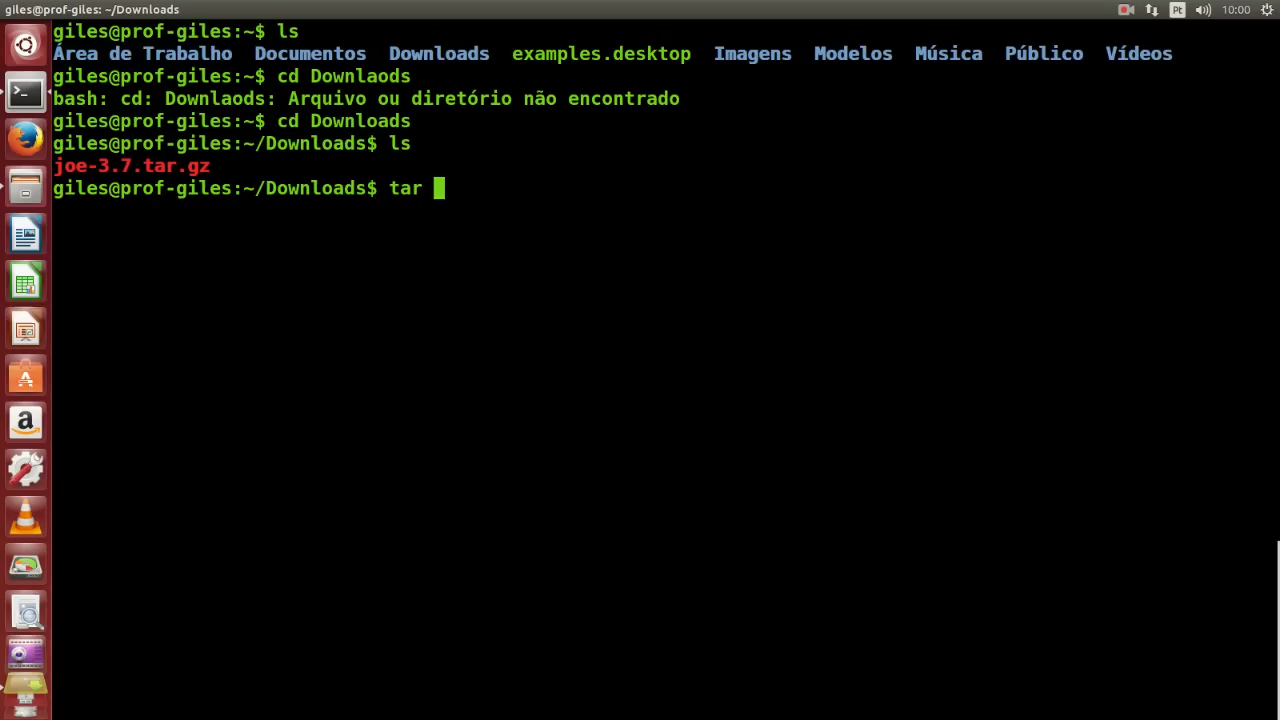 giles@prof-giles: ~/Downloads
Pt
10:00
giles@prof-giles:~$ ls
Área de Trabalho  Documentos  Downloads  examples.desktop  Imagens  Modelos  Música  Público  Vídeos
giles@prof-giles:~$ cd Downlaods
bash: cd: Downlaods: Arquivo ou diretório não encontrado
giles@prof-giles:~$ cd Downloads
giles@prof-giles:~/Downloads$ ls
joe-3.7.tar.gz
giles@prof-giles:~/Downloads$ tar